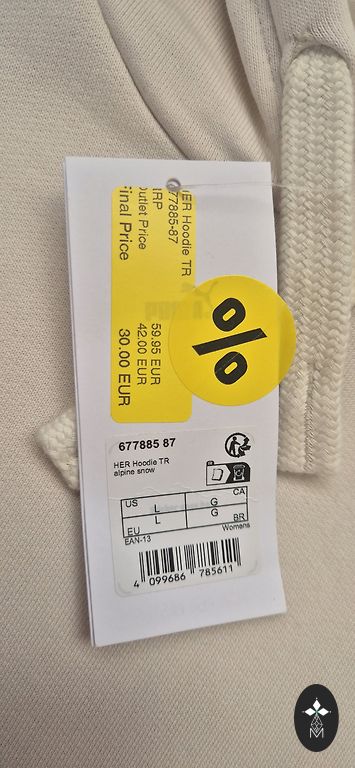 HER Hoodie TR
677885-87
RRP 59.95 EUR
Outlet Price 42.00 EUR
Final Price 30.00 EUR
%
677885 87
HER Hoodie TR
alpine snow
US L G CA
EU L G BR
Womens
EAN-13
4 099686 785611
M